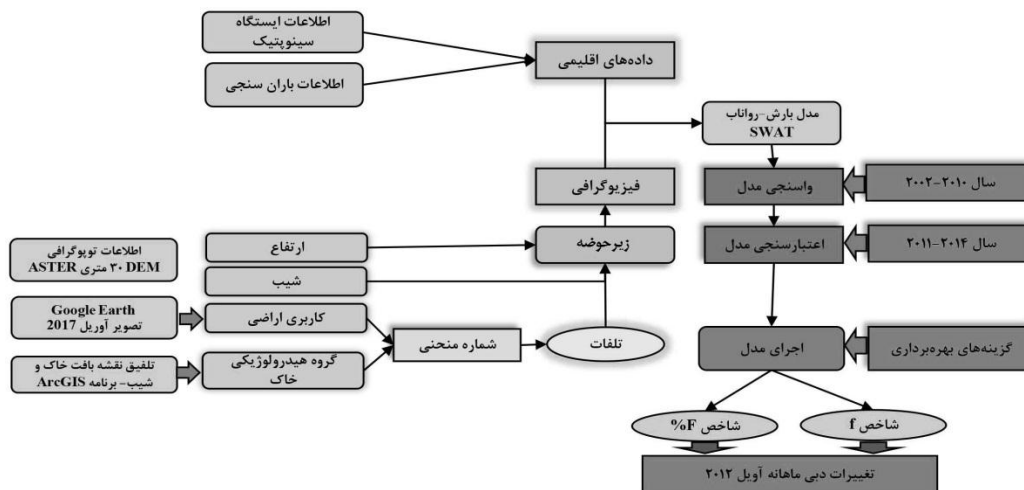 اطلاعات ایستگاه
سینوپتیک
اطلاعات باران سنجی
داده‌های اقلیمی
مدل بارش-رواناب
SWAT
فیزیوگرافی
واسنجی مدل
سال ۲۰۱۰-۲۰۰۲
ارتفاع
زیرحوضه
اعتبارسنجی مدل
سال ۲۰۱۴-۲۰۱۱
اطلاعات توپوگرافی
ASTER ۳۰ متری DEM
شیب
Google Earth
تصویر آوریل 2017
کاربری اراضی
شماره منحنی
تلفات
اجرای مدل
گزینه‌های بهره‌برداری
تلفیق نقشه بافت خاک و
شیب- برنامه ArcGIS
گروه هیدرولوژیکی
خاک
شاخص F%
شاخص f
تغییرات دبی ماهانه آویل ۲۰۱۲